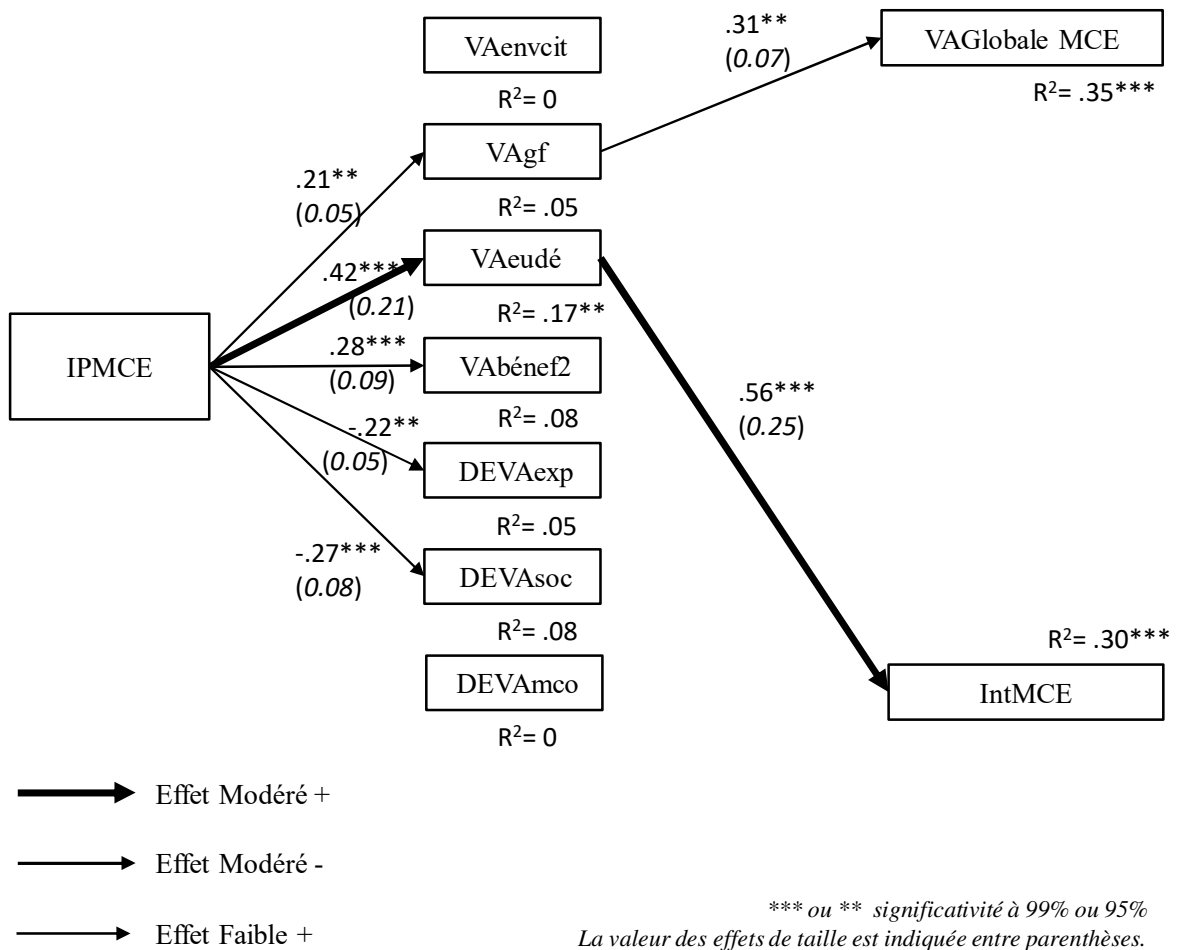 VAenvcit
R²= 0
.31**
(0.07)
VAGlobale MCE
R²= .35***
VAgf
R²= .05
.21**
(0.05)
VAeudé
R²= .17**
.42***
(0.21)
IPMCE
.28***
(0.09)
VAbénef2
R²= .08
.56***
(0.25)
-.22**
(0.05)
DEVAexp
R²= .05
-.27***
(0.08)
DEVAsoc
R²= .08
R²= .30***
DEVAmco
R²= 0
IntMCE
Effet Modéré +
Effet Modéré -
Effet Faible +
*** ou ** significativité à 99% ou 95%
La valeur des effets de taille est indiquée entre parenthèses.